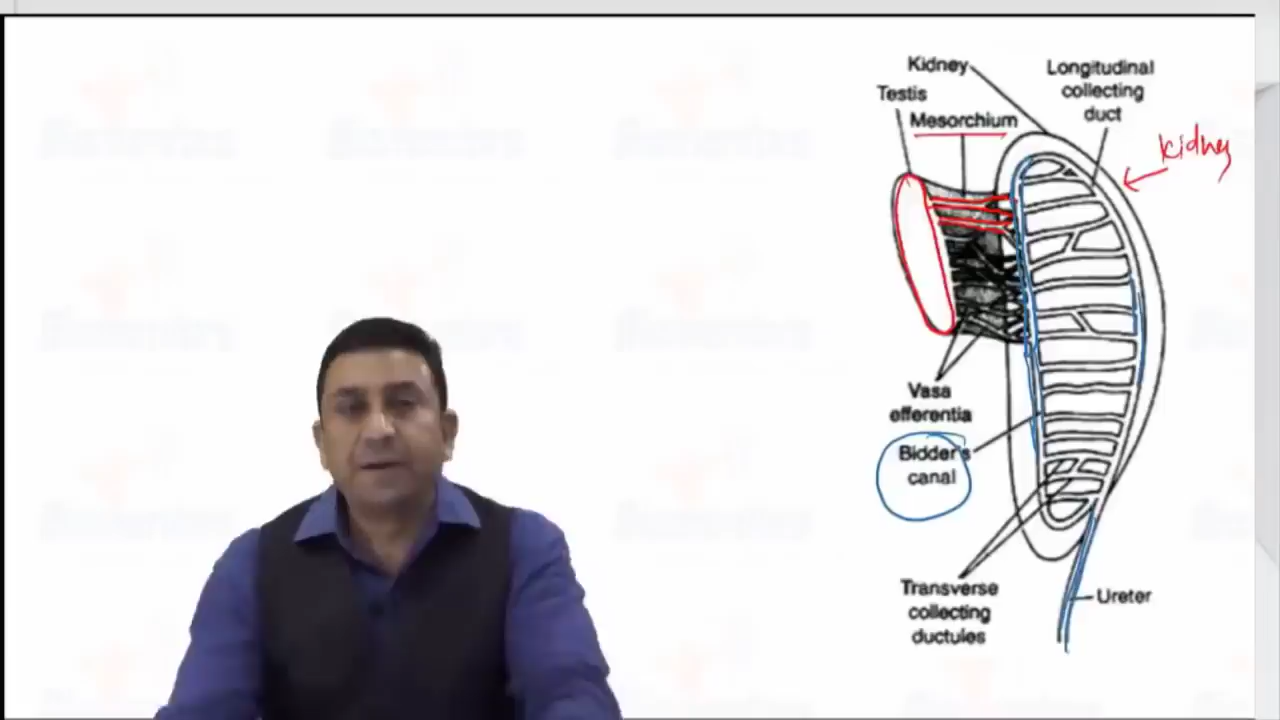 Kidney
Longitudinal
collecting
duct
Testis
Mesorchium
kidney
Vasa
efferentia
Bidder's
canal
Transverse
collecting
ductules
Ureter